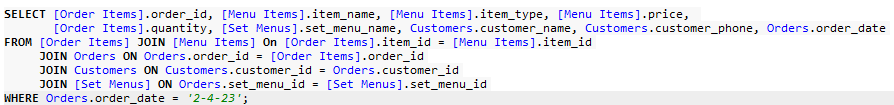 SELECT [Order Items].order_id, [Menu Items].item_name, [Menu Items].item_type, [Menu Items].price,
[Order Items].quantity, [Set Menus].set_menu_name, Customers.customer_name, Customers.customer_phone, Orders.order_date
FROM [Order Items] JOIN [Menu Items] On [Order Items].item_id = [Menu Items].item_id
JOIN Orders ON Orders.order_id = [Order Items].order_id
JOIN Customers ON Customers.customer_id = Orders.customer_id
JOIN [Set Menus] ON Orders.set_menu_id = [Set Menus].set_menu_id
WHERE Orders.order_date = '2-4-23';